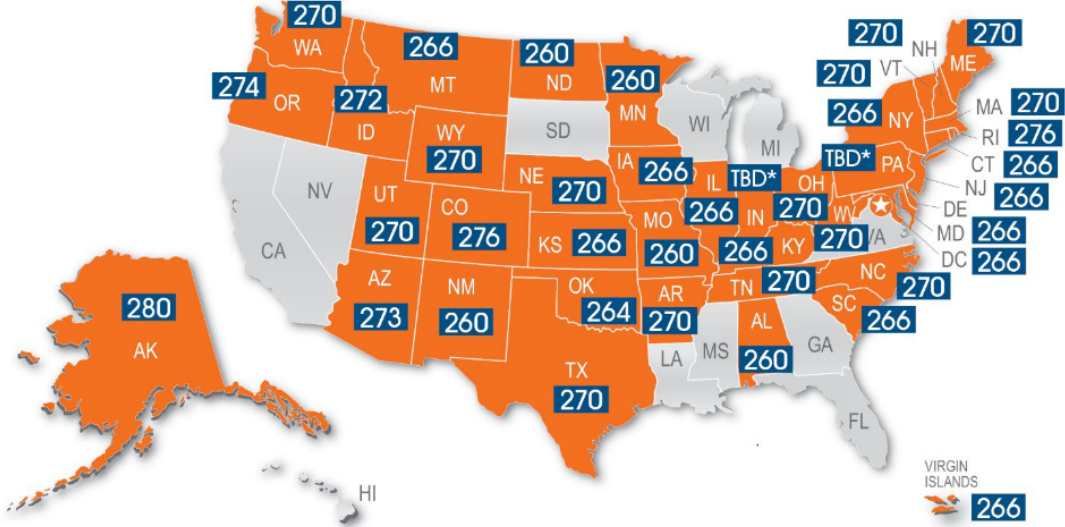 270
WA
266
MT
260
ND
260
MN
274
OR
272
ID
WY
270
SD
WI
MI
270
NH
270
ME
270
VT
266
NY
MA 270
RI 276
CT 266
TBD*
PA
NJ 266
DE
MD 266
DC 266
NV
CA
UT
270
CO
276
NE
270
KS 266
IA
266
IL
266
TBD*
IN
266
OH
270
WV
270
VA
KY
MO
260
AZ
273
NM
260
OK
264
AR
270
TN 270
NC
270
SC
266
TX
270
LA
MS
AL
260
GA
FL
280
AK
HI
VIRGIN
ISLANDS
266